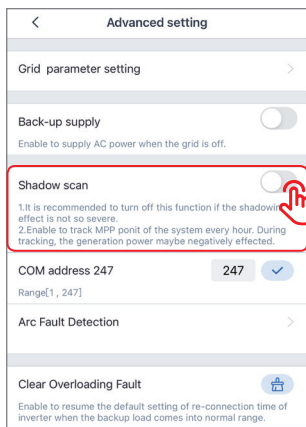 Advanced setting
Grid parameter setting
Back-up supply
Enable to supply AC power when the grid is off.
Shadow scan
1.It is recommended to turn off this function if the shadowin
effect is not so severe.
2.Enable to track MPP ponit of the system every hour. During
tracking, the generation power maybe negatively effected.
COM address 247
247
Range[1 , 247]
Arc Fault Detection
Clear Overloading Fault
Enable to resume the default setting of re-connection time of
inverter when the backup load comes into normal range.